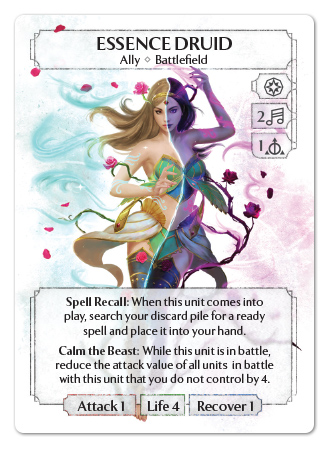 ESSENCE DRUID
Ally ◇ Battlefield
2
1
Spell Recall: When this unit comes into
play, search your discard pile for a ready
spell and place it into your hand.
Calm the Beast: While this unit is in battle,
reduce the attack value of all units in battle
with this unit that you do not control by 4.
Attack 1 Life 4 Recover 1